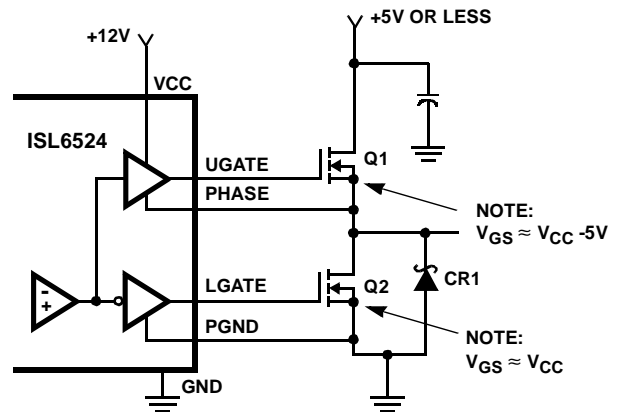 +5V OR LESS
+12V
VCC
ISL6524
UGATE
Q1
PHASE
NOTE:
VGS ≈ VCC -5V
LGATE
Q2
CR1
- +
PGND
NOTE:
VGS ≈ VCC
GND